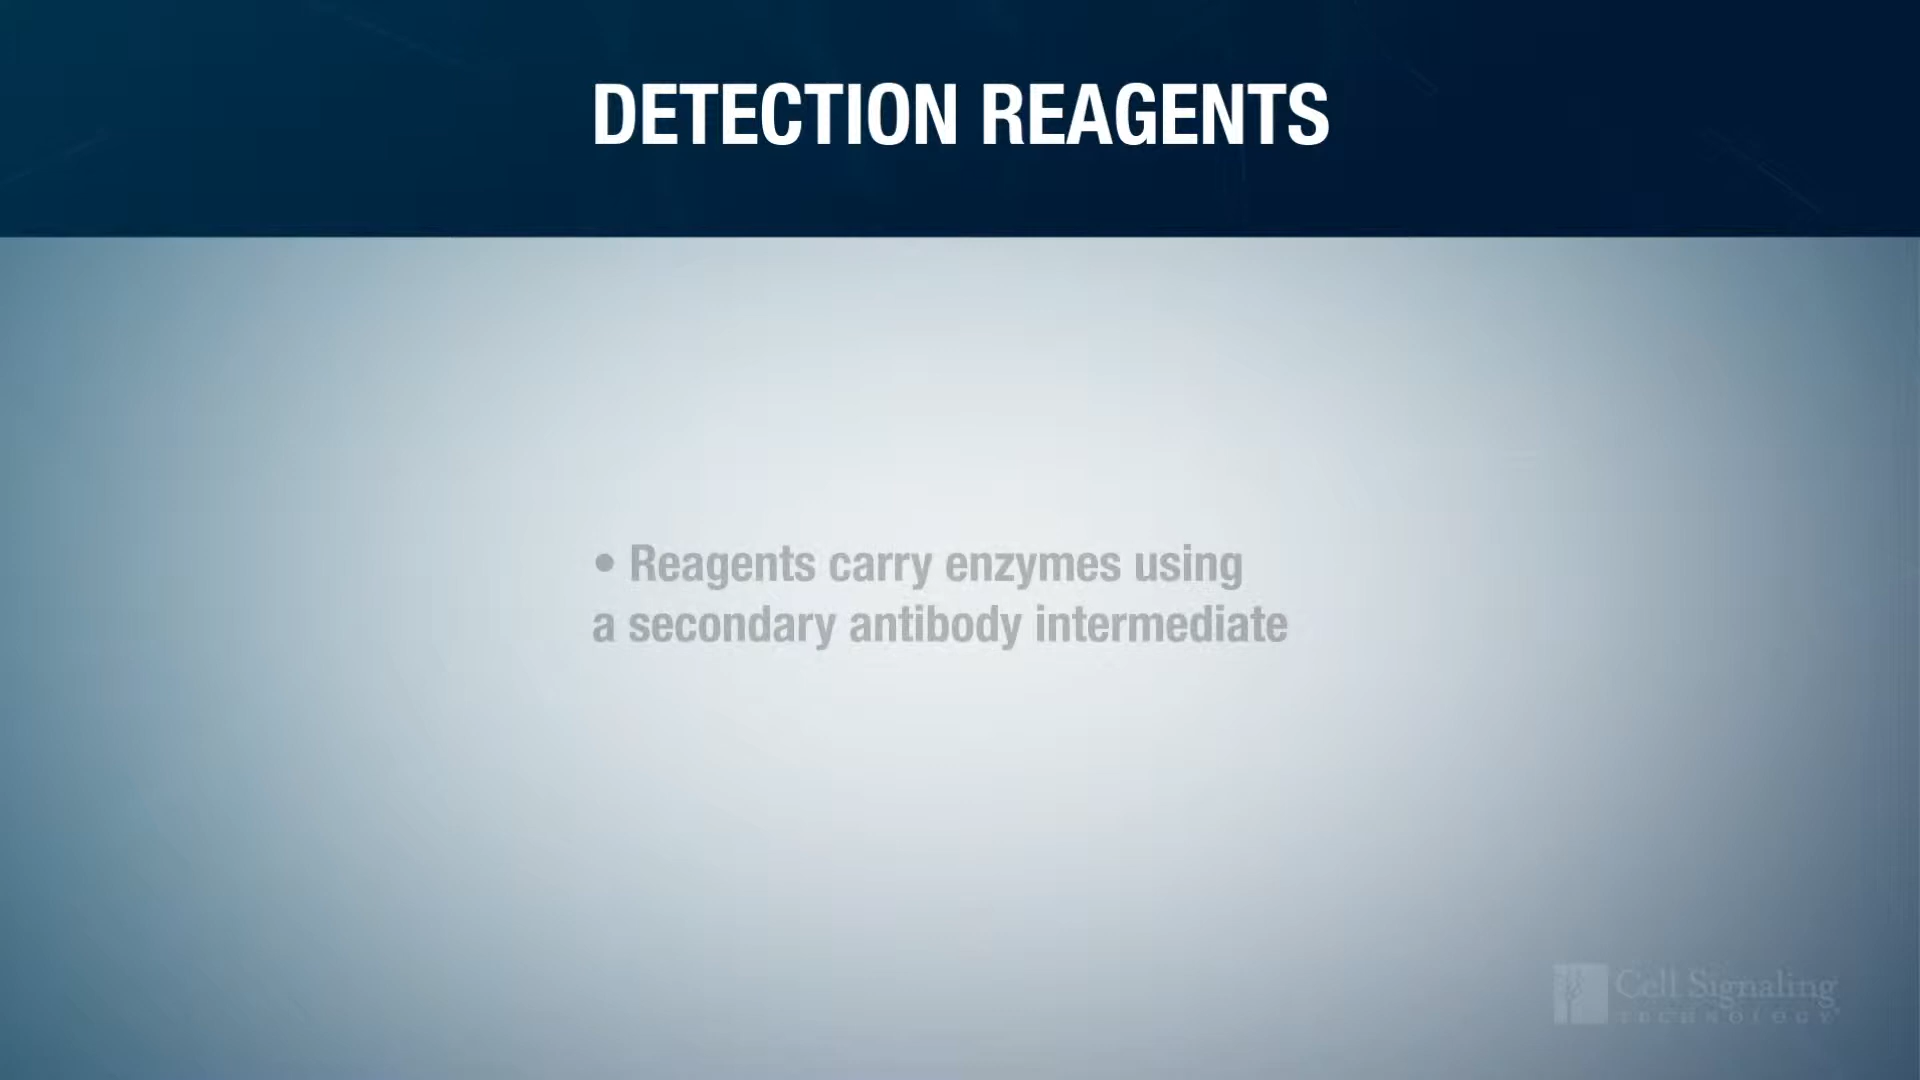 DETECTION REAGENTS
• Reagents carry enzymes using
a secondary antibody intermediate
Cell Signaling
TECHNOLOGY®